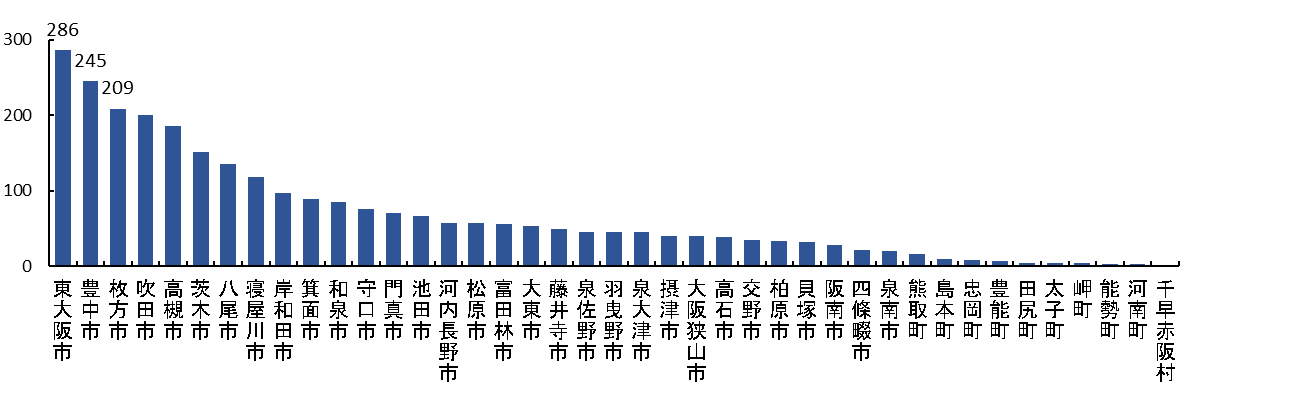 286
300
245
209
200
100
0
東大阪市
豊中市
枚方市
吹田市
高槻市
茨木市
八尾市
寝屋川市
岸和田市
箕面市
和泉市
守口市
門真市
池田市
河内長野市
松原市
富田林市
大東市
藤井寺市
泉佐野市
羽曳野市
泉大津市
摂津市
大阪狭山市
高石市
交野市
柏原市
貝塚市
阪南市
四條畷市
泉南市
熊取町
島本町
忠岡町
豊能町
田尻町
太子町
岬町
能勢町
河南町
千早赤阪村